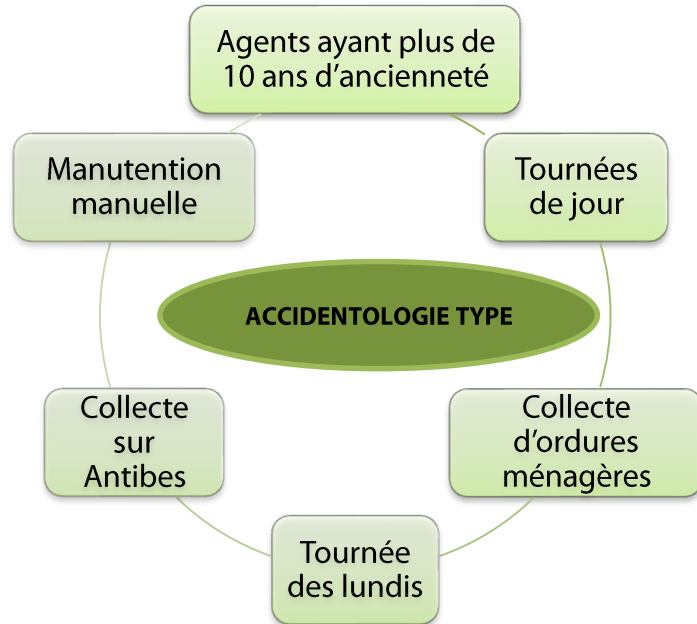 Agents ayant plus de
10 ans d’ancienneté
Tournées
de jour
Collecte
d’ordures
ménagères
Tournée
des lundis
Collecte
sur
Antibes
Manutention
manuelle
ACCIDENTOLOGIE TYPE